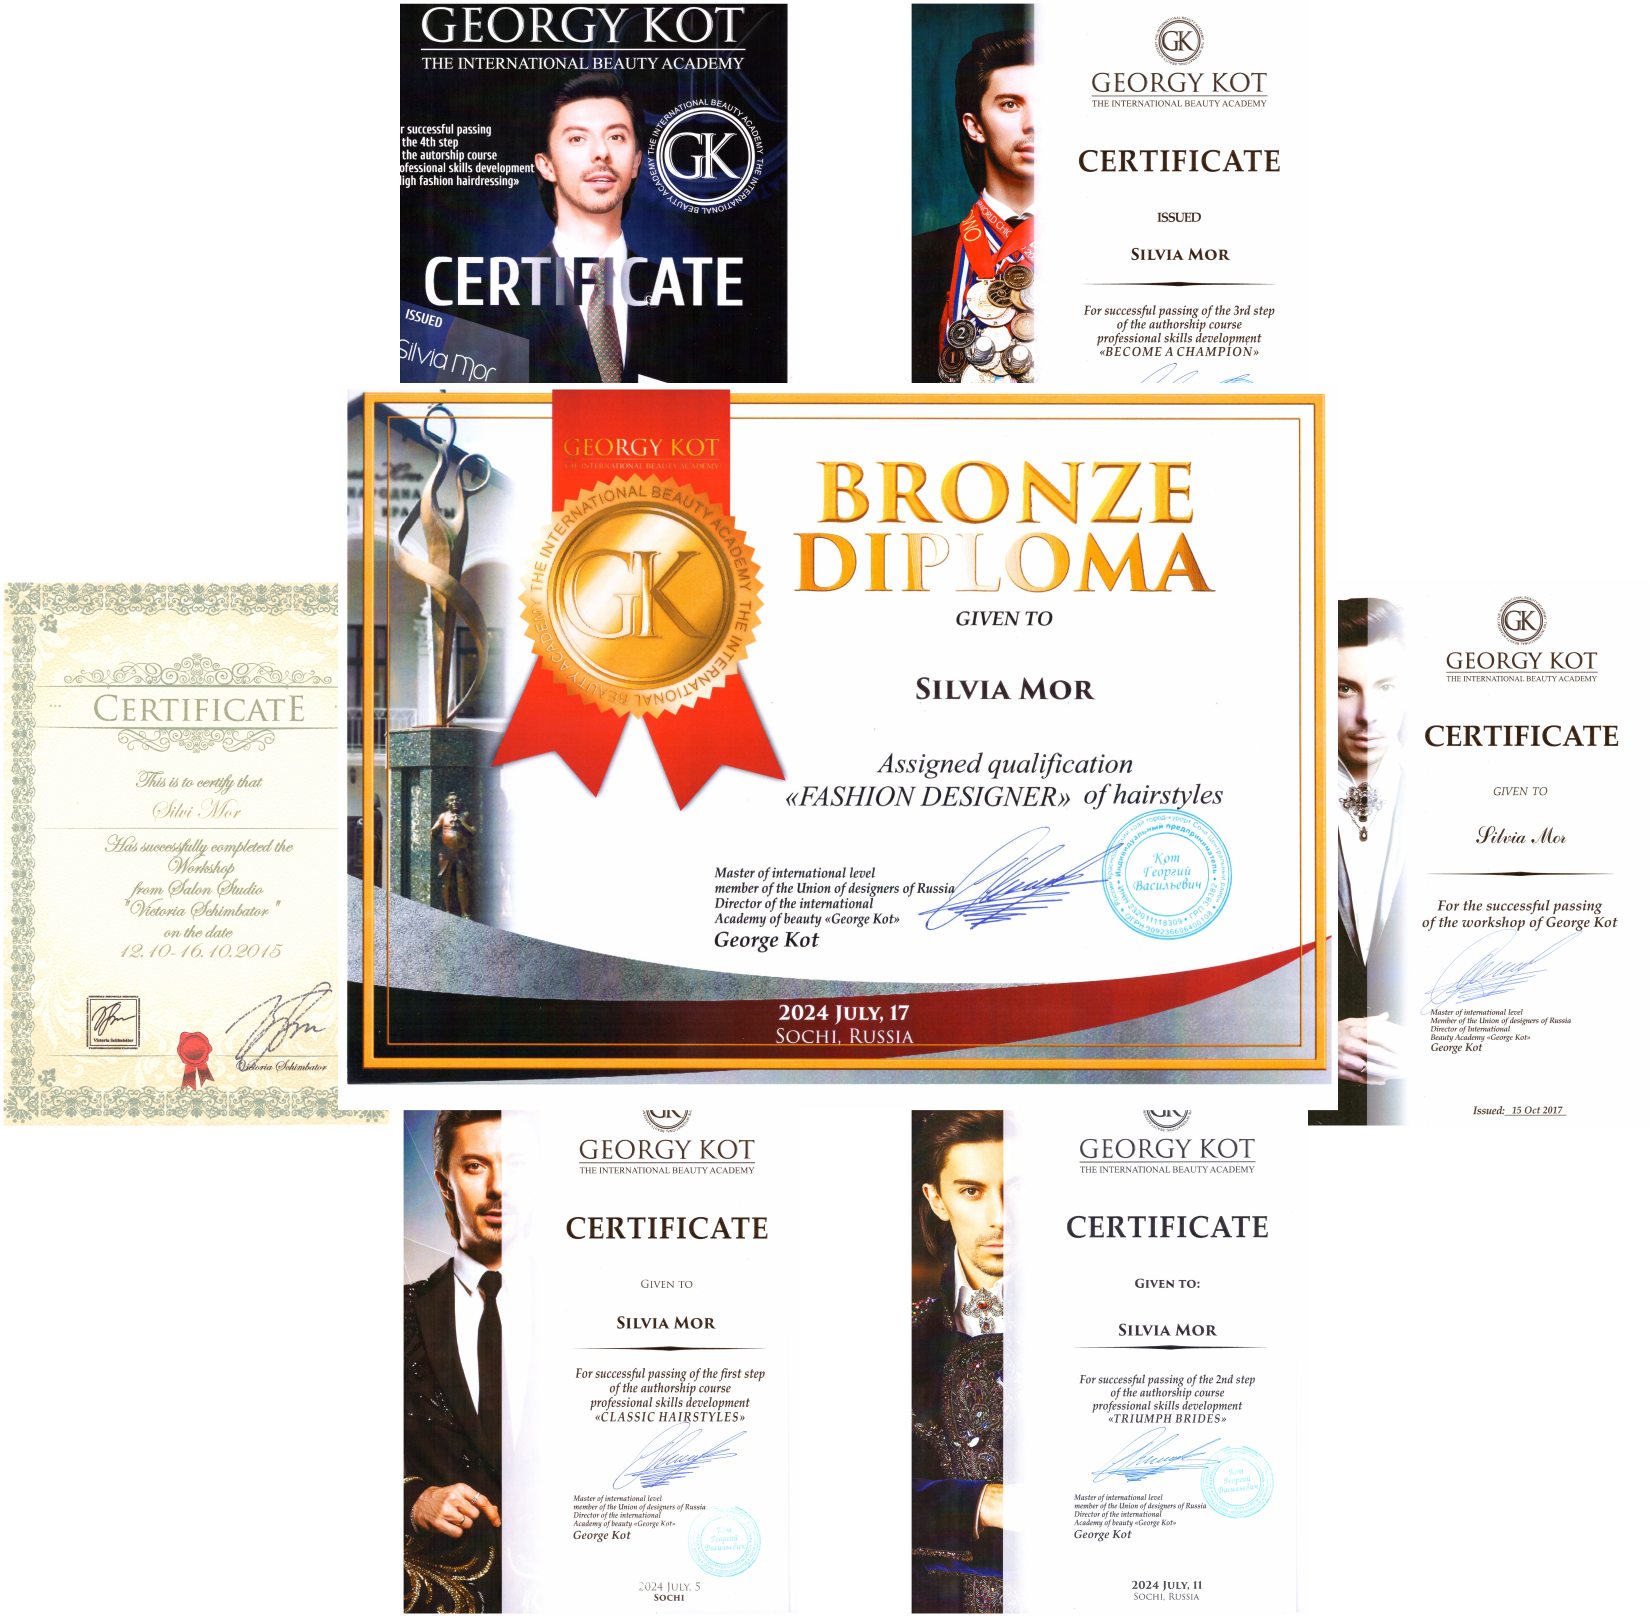 GEORGY KOT
THE INTERNATIONAL BEAUTY ACADEMY
r successful passing
the 4th step
the autorship course
ofessional skills development
igh fashion hairdressing»
THE INTERNATIONAL BEAUTY ACADEMY THE INTERNATIONAL BEAUTY ACADEMY
GK
CERTIFICATE
ISSUED
Silvia Mor
GK
GEORGY KOT
THE INTERNATIONAL BEAUTY ACADEMY
CERTIFICATE
ISSUED
SILVIA MOR
For successful passing of the 3rd step
of the authorship course
professional skills development
«BECOME A CHAMPION»
GEORGY KOT
THE INTERNATIONAL BEAUTY ACADEMY
THE INTERNATIONAL BEAUTY ACADEMY THE INTERNATIONAL BEAUTY ACADEMY
GK
BRONZE
DIPLOMA
GIVEN TO
SILVIA MOR
Assigned qualification
«FASHION DESIGNER» of hairstyles
Master of international level
member of the Union of designers of Russia
Director of the international
Academy of beauty «George Kot»
George Kot
Кот
Георгий
Васильевич
2024 JULY, 17
SOCHI, RUSSIA
CERTIFICATE
This is to certify that
Silvi Mor
Has successfully completed the
Workshop
from Salon Studio
"Victoria Schimbator"
on the date
12.10-16.10.2015
Victoria Schimbator
Victoria Schimbator
GK
GEORGY KOT
THE INTERNATIONAL BEAUTY ACADEMY
CERTIFICATE
GIVEN TO
Silvia Mor
For the successful passing
of the workshop of George Kot
Master of international level
Member of the Union of designers of Russia
Director of International
Beauty Academy «George Kot»
George Kot
Issued: 15 Oct 2017
GK
GEORGY KOT
THE INTERNATIONAL BEAUTY ACADEMY
CERTIFICATE
GIVEN TO
SILVIA MOR
For successful passing of the first step
of the authorship course
professional skills development
«CLASSIC HAIRSTYLES»
Master of international level
member of the Union of designers of Russia
Director of the international
Academy of beauty «George Kot»
George Kot
Кот
Георгий
Васильевич
2024 JULY, 5
SOCHI
GK
GEORGY KOT
THE INTERNATIONAL BEAUTY ACADEMY
CERTIFICATE
GIVEN TO:
SILVIA MOR
For successful passing of the 2nd step
of the authorship course
professional skills development
«TRIUMPH BRIDES»
Master of international level
member of the Union of designers of Russia
Director of the international
Academy of beauty «George Kot»
George Kot
Кот
Георгий
Васильевич
2024 JULY, 11
SOCHI, RUSSIA